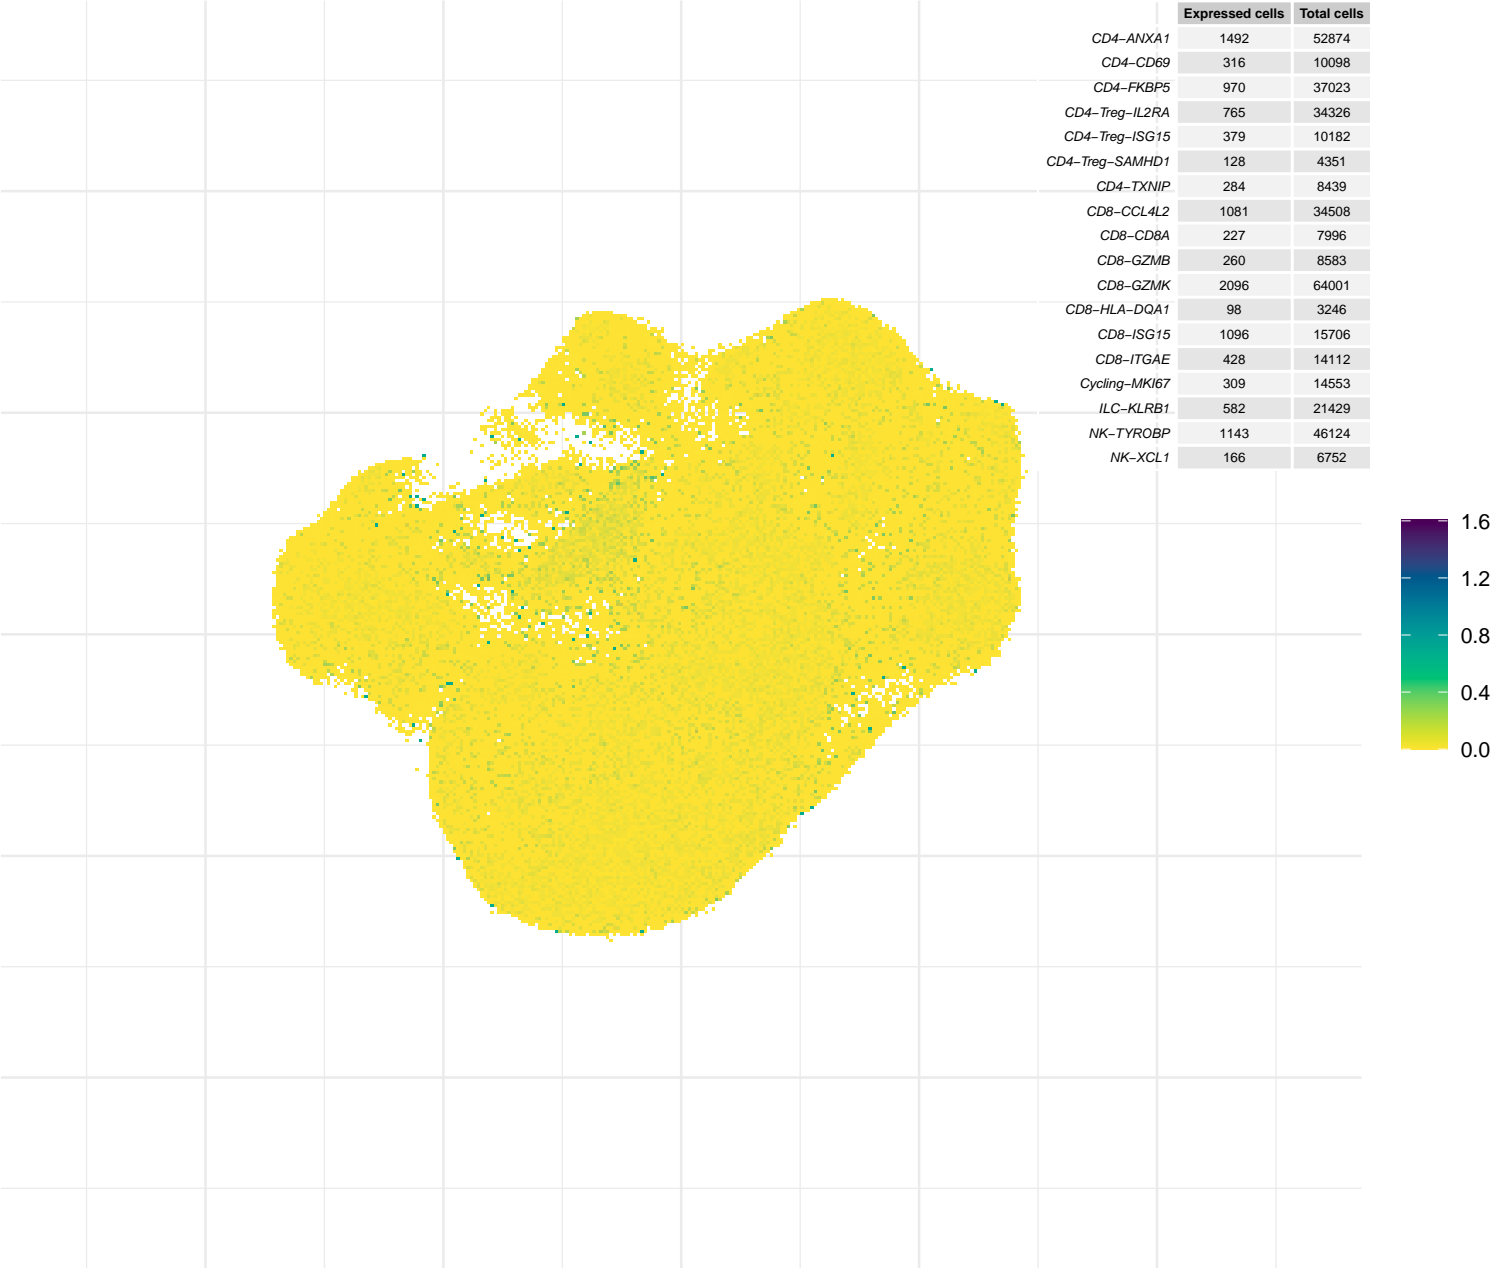 Expressed cells Total cells
CD4−ANXA1 1492 52874
CD4−CD69 316 10098
CD4−FKBP5 970 37023
CD4−Treg−IL2RA 765 34326
CD4−Treg−ISG15 379 10182
CD4−Treg−SAMHD1 128 4351
CD4−TXNIP 284 8439
CD8−CCL4L2 1081 34508
CD8−CD8A 227 7996
CD8−GZMB 260 8583
CD8−GZMK 2096 64001
CD8−HLA−DQA1 98 3246
CD8−ISG15 1096 15706
CD8−ITGAE 428 14112
Cycling−MKI67 309 14553
ILC−KLRB1 582 21429
NK−TYROBP 1143 46124
NK−XCL1 166 6752
1.6
1.2
0.8
0.4
0.0